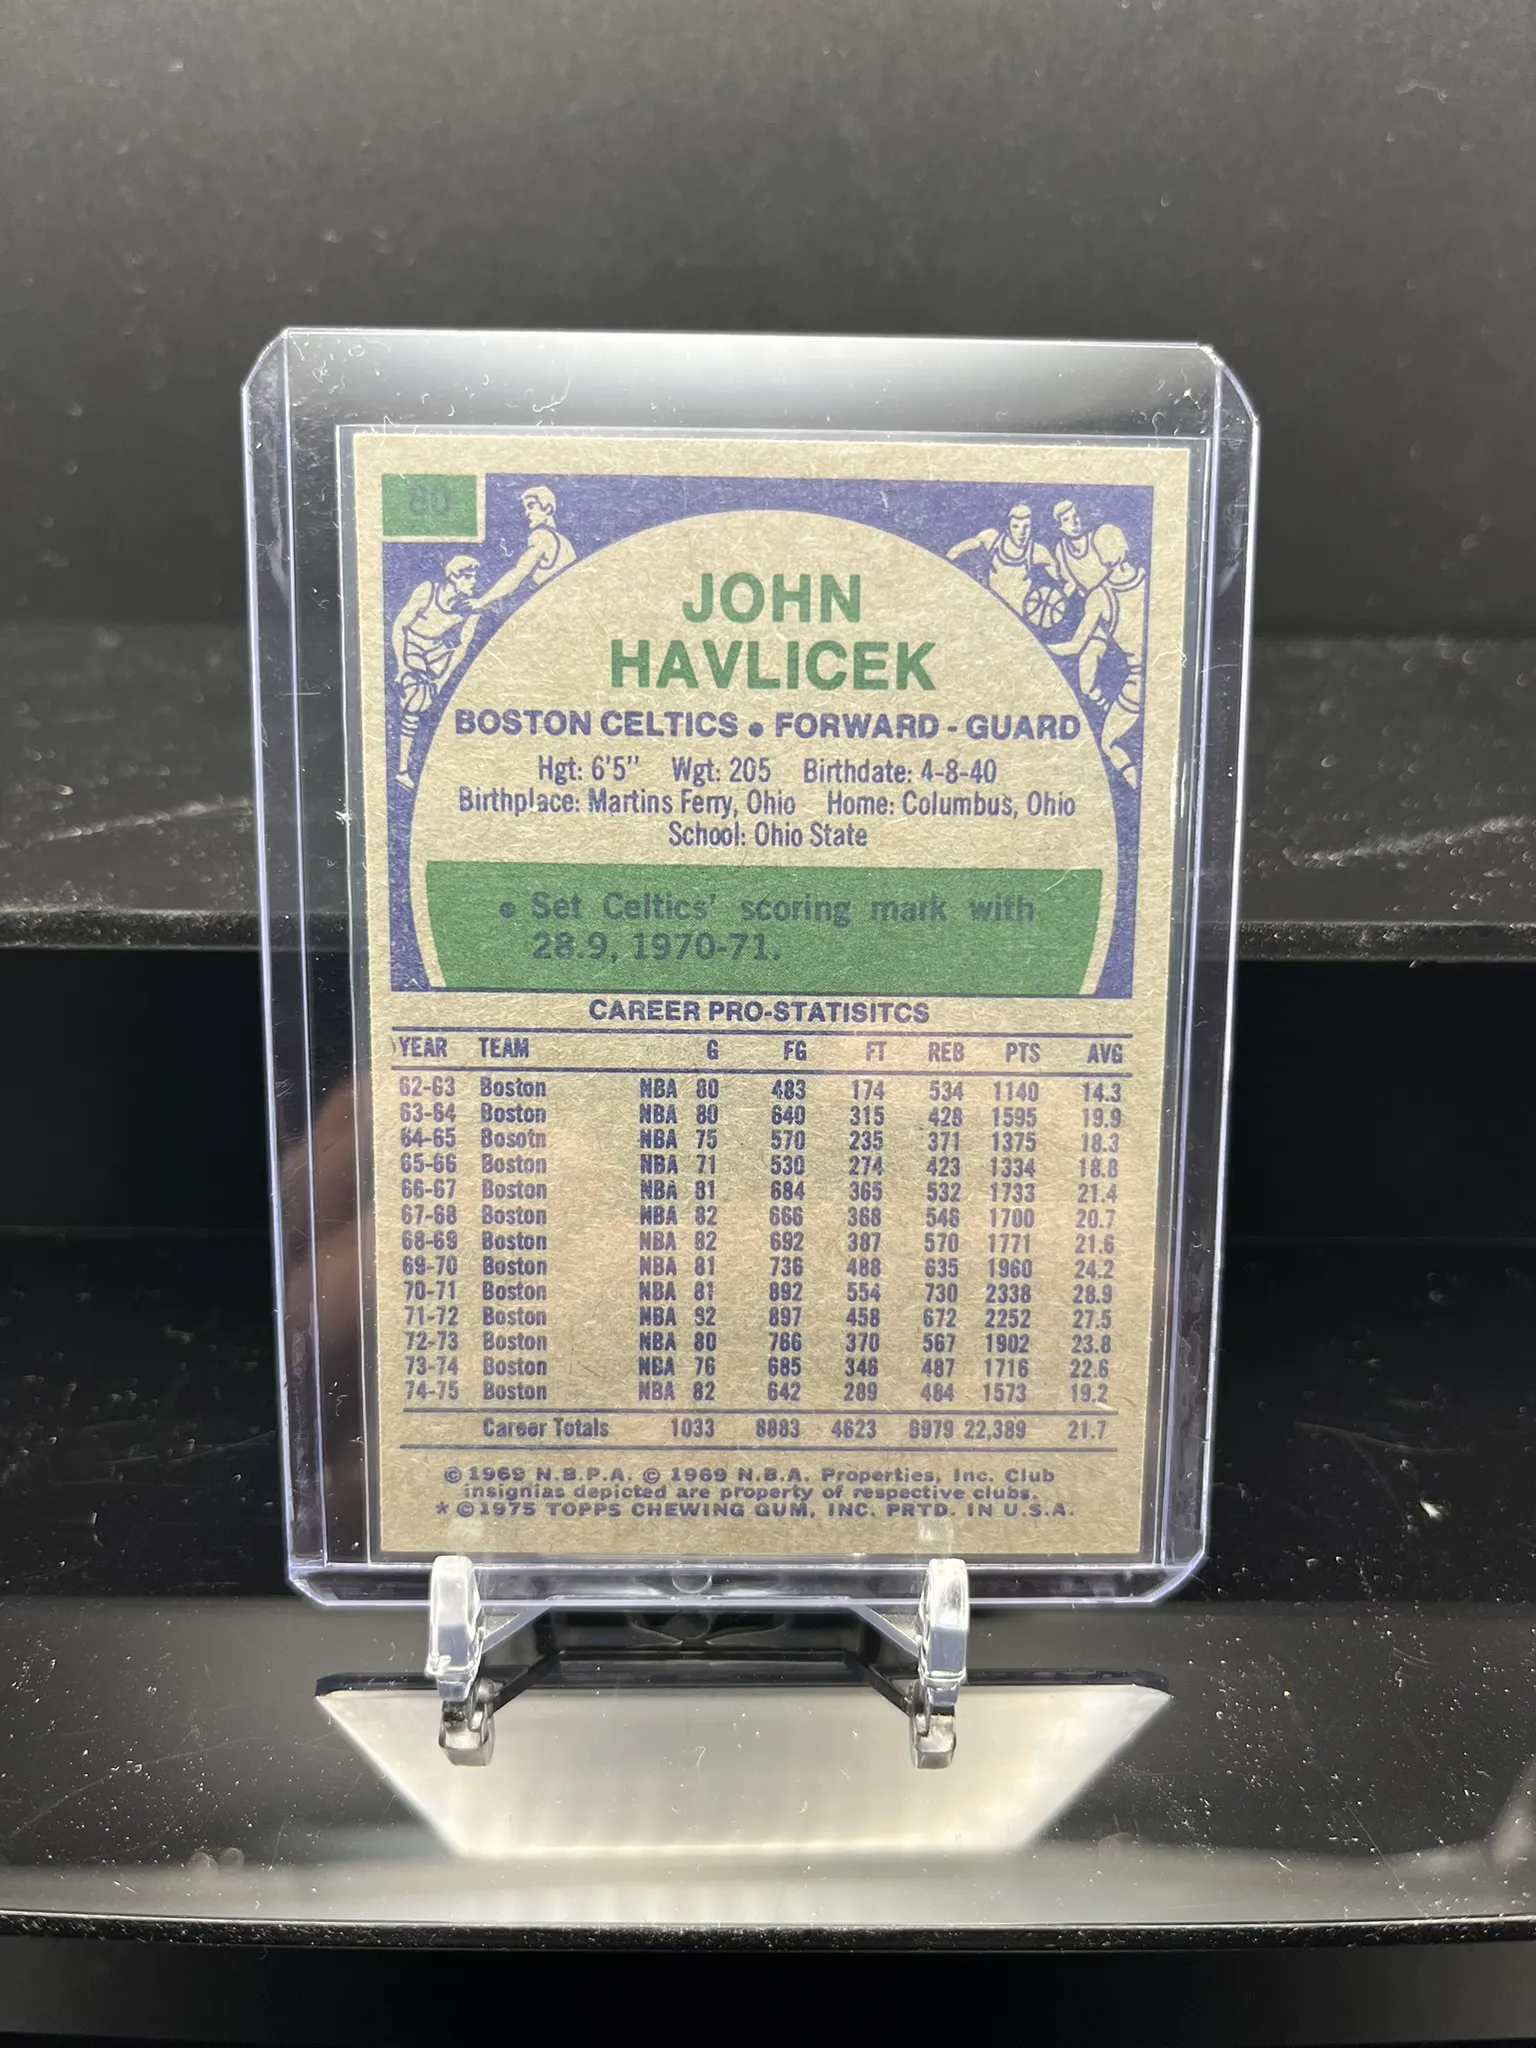 80
JOHN
HAVLICEK
BOSTON CELTICS • FORWARD - GUARD
Hgt: 6'5" Wgt: 205 Birthdate: 4-8-40
Birthplace: Martins Ferry, Ohio Home: Columbus, Ohio
School: Ohio State
• Set Celtics' scoring mark with
28.9, 1970-71.
CAREER PRO-STATISITCS
YEAR TEAM G FG FT REB PTS AVG
62-63 Boston NBA 80 483 174 534 1140 14.3
63-64 Boston NBA 80 640 315 428 1595 19.9
64-65 Bosotn NBA 75 570 235 371 1375 18.3
65-66 Boston NBA 71 530 274 423 1334 18.8
66-67 Boston NBA 81 684 365 532 1733 21.4
67-68 Boston NBA 82 666 368 546 1700 20.7
68-69 Boston NBA 82 692 387 570 1771 21.6
69-70 Boston NBA 81 736 488 635 1960 24.2
70-71 Boston NBA 81 892 554 730 2338 28.9
71-72 Boston NBA 82 897 458 672 2252 27.5
72-73 Boston NBA 80 766 370 567 1902 23.8
73-74 Boston NBA 76 685 346 487 1716 22.6
74-75 Boston NBA 82 642 289 484 1573 19.2
Career Totals 1033 8883 4623 6979 22,389 21.7
© 1969 N.B.P.A. © 1969 N.B.A. Properties, Inc. Club
insignias depicted are property of respective clubs.
* © 1975 TOPPS CHEWING GUM, INC. PRTD. IN U.S.A.